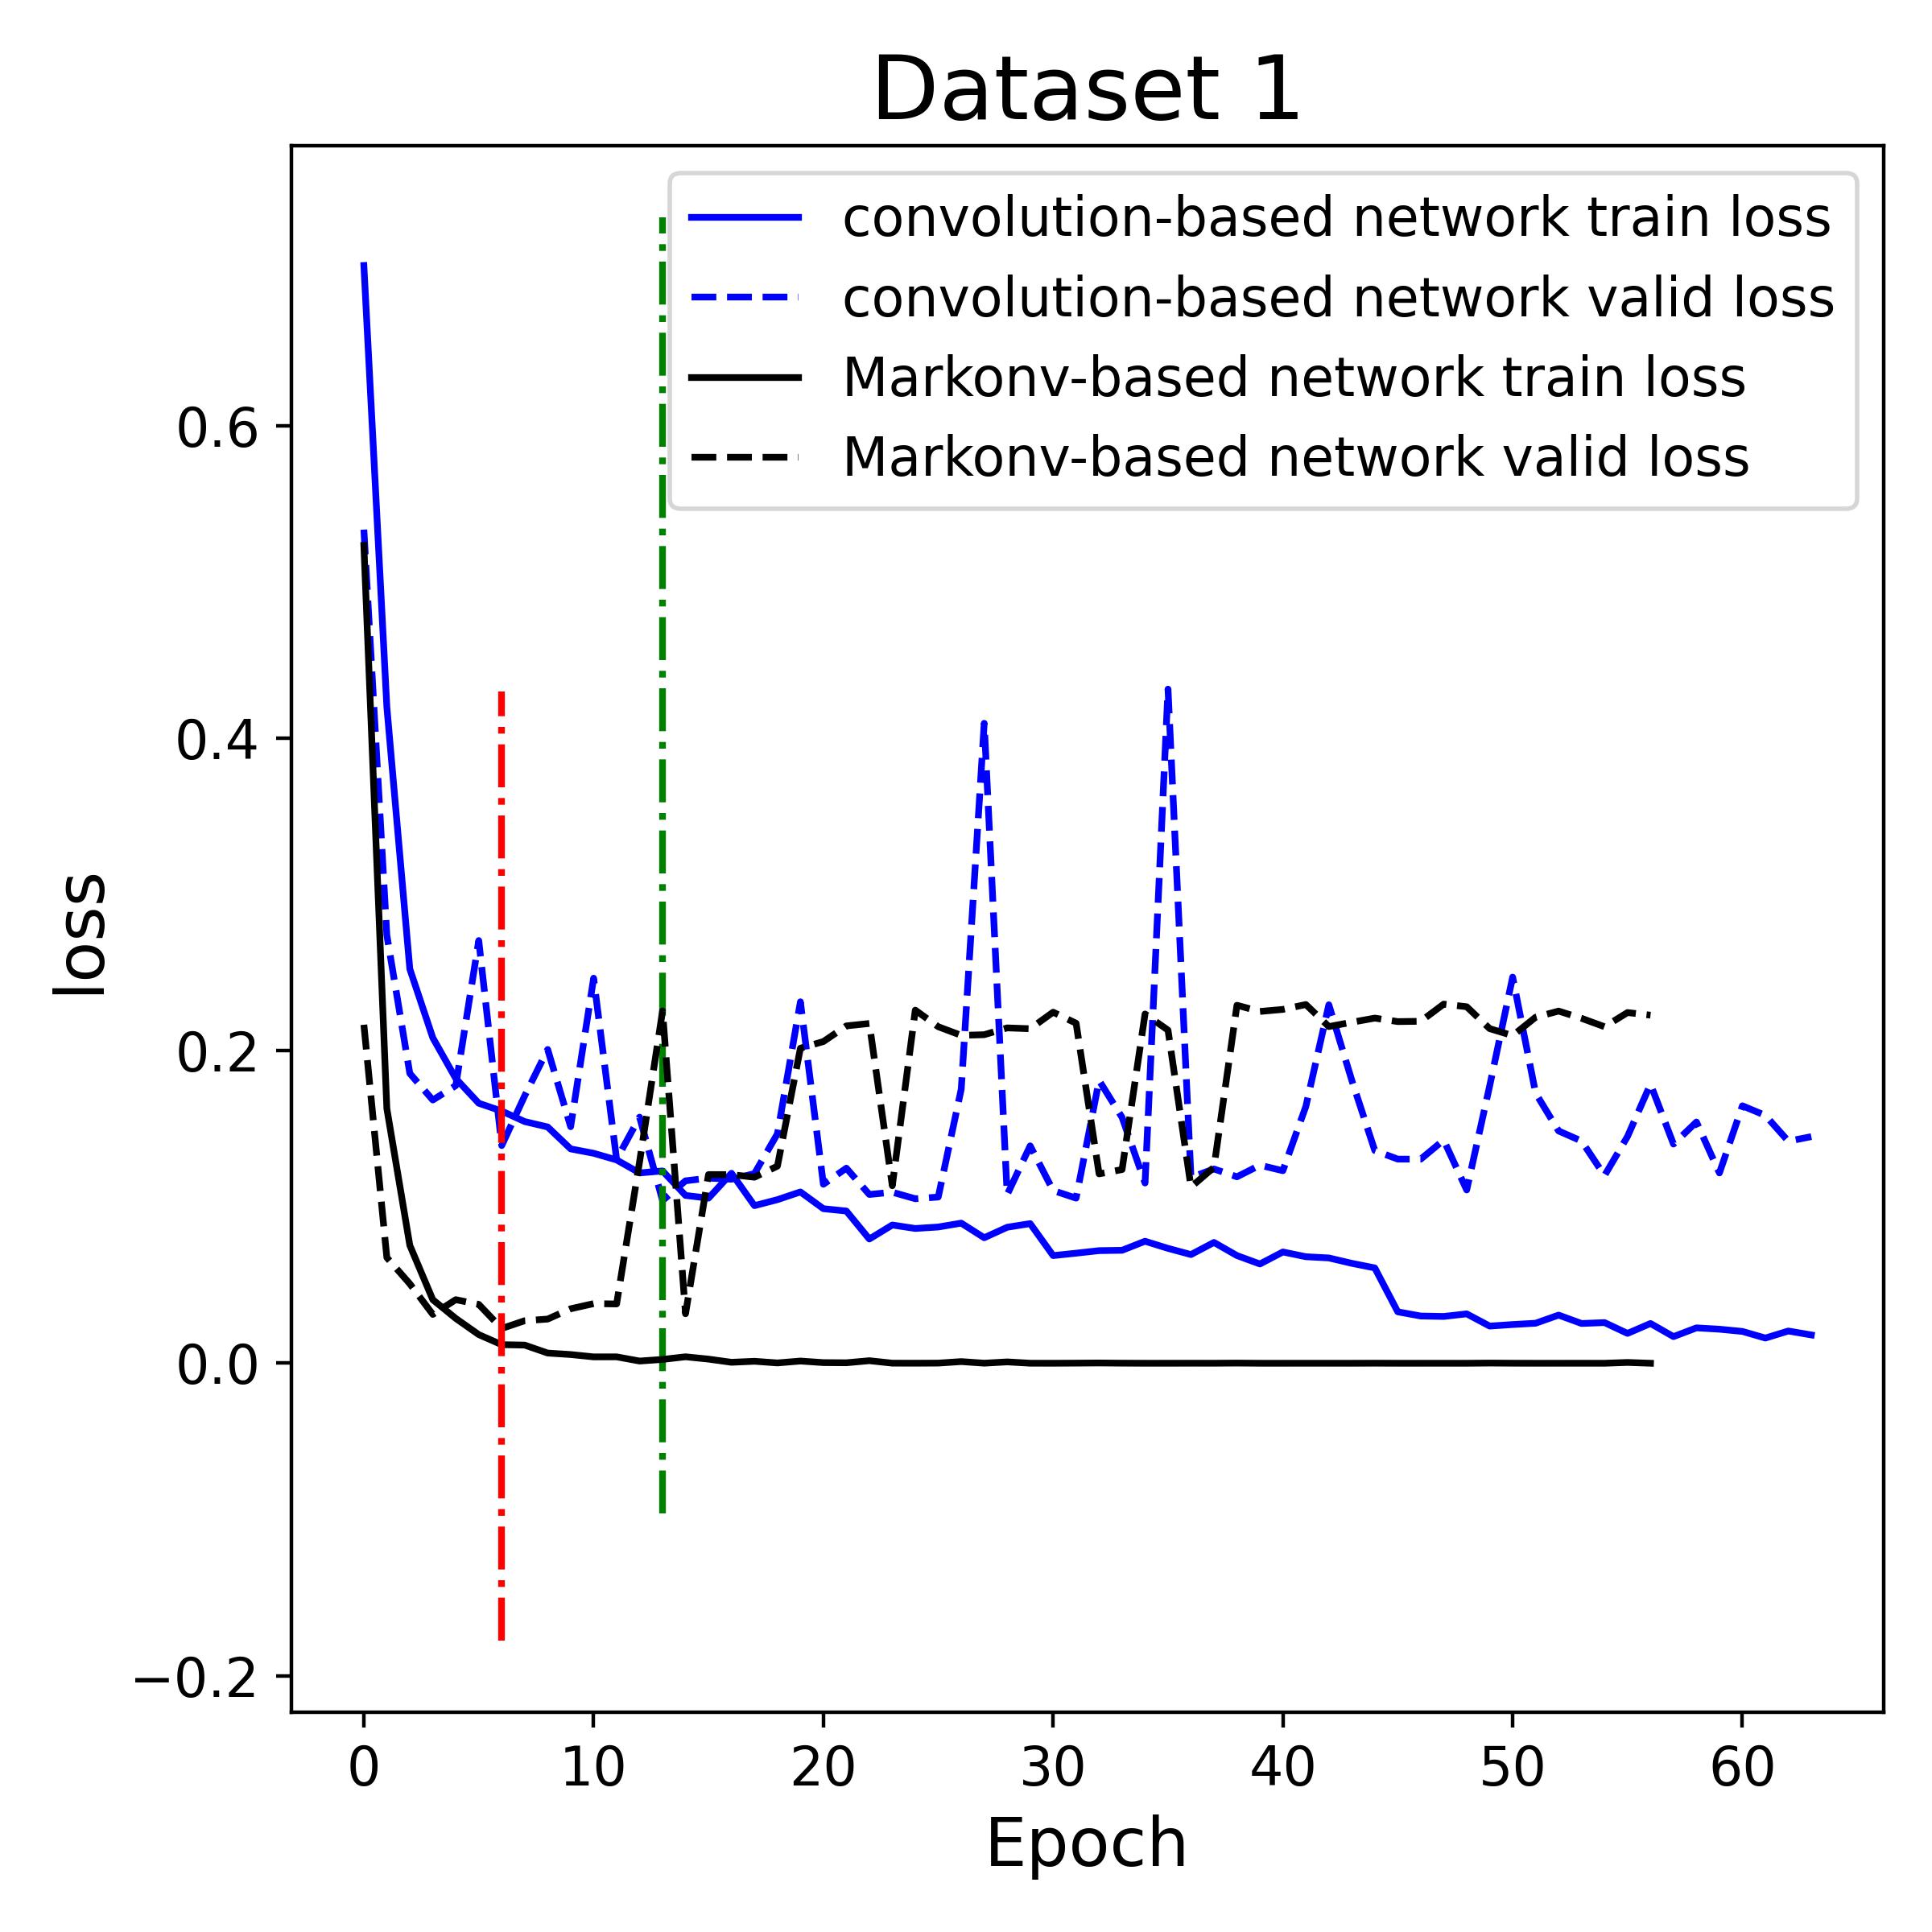 Dataset 1
convolution-based network train loss
convolution-based network valid loss
Markonv-based network train loss
Markonv-based network valid loss
loss
0.6
0.4
0.2
0.0
−0.2
0 10 20 30 40 50 60
Epoch